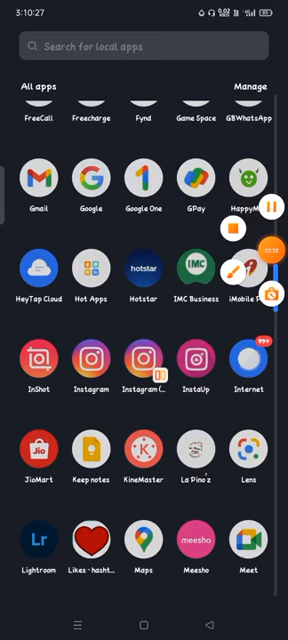 3:10:27
Search for local apps
All apps
Manage
FreeCall
Freecharge
Fynd
Game Space
GBWhatsApp
Gmail
Google
Google One
GPay
HappyM
HeyTap Cloud
Hot Apps
hotstar
Hotstar
IMC
IMC Business
iMobile P
InShot
Instagram
Instagram (...
InstaUp
99+
Internet
Jio
JioMart
Keep notes
K
KineMaster
La Pino'z
Lens
Lr
Lightroom
Likes - hasht...
Maps
meesho
Meesho
Meet